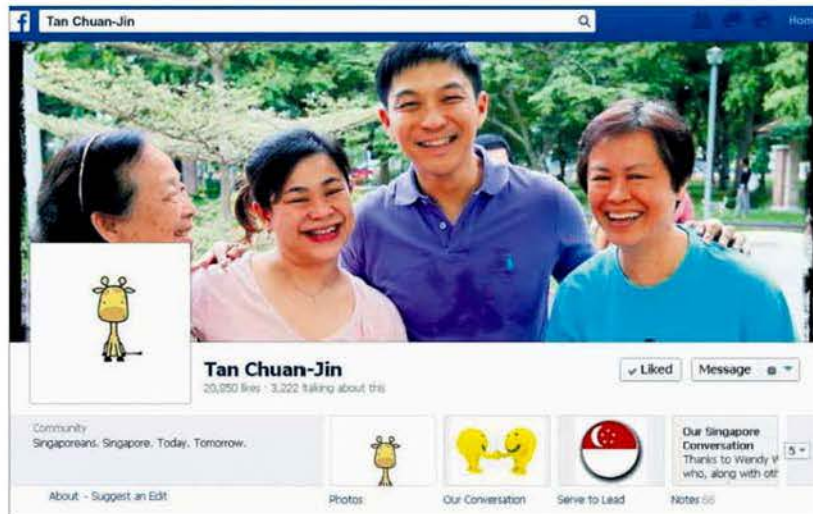 f
Tan Chuan-Jin
Home
Tan Chuan-Jin
20,850 likes · 3,222 talking about this
Liked
Message
Community
Singaporeans. Singapore. Today. Tomorrow.
About - Suggest an Edit
Photos
Our Conversation
Serve to Lead
Our Singapore
Conversation
Thanks to Wendy W
who, along with oth
Notes 66
5